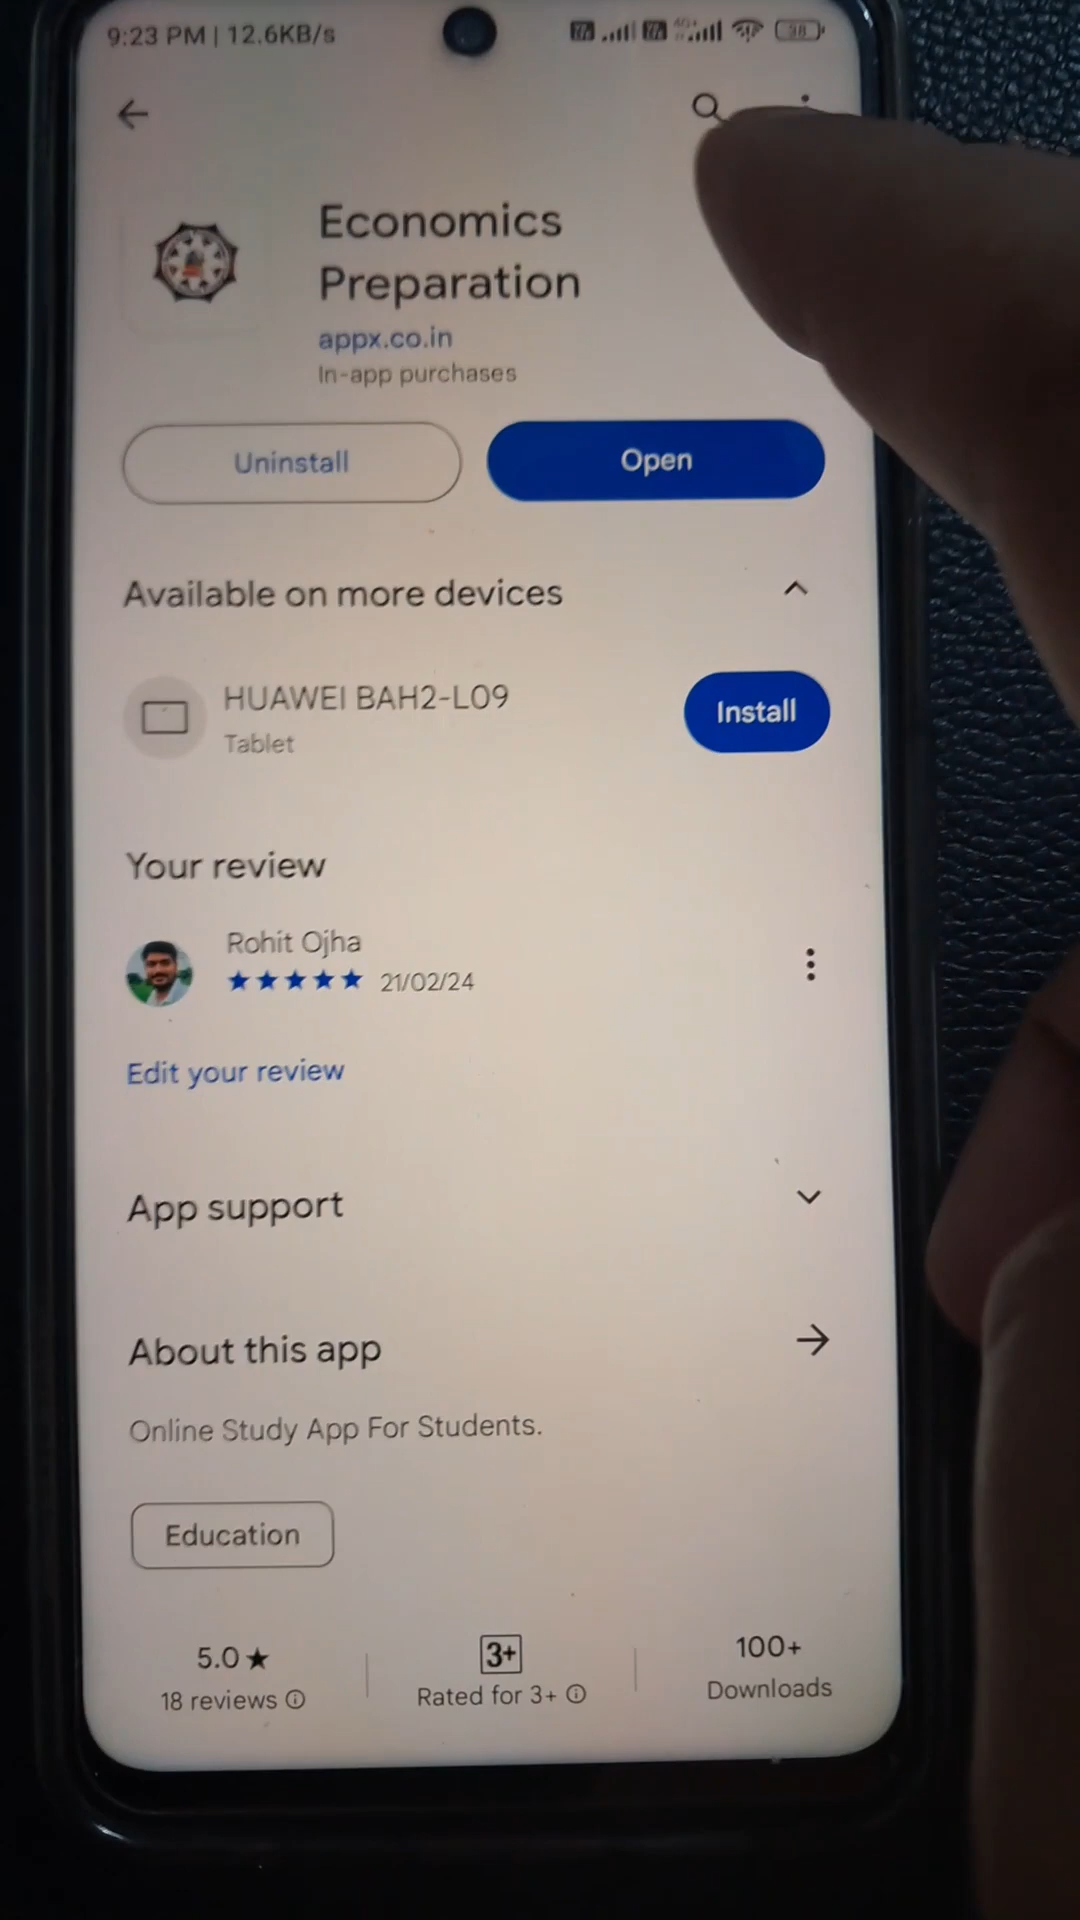 9:23 PM | 12.6KB/s
38
Economics
Preparation
appx.co.in
In-app purchases
Uninstall
Open
Available on more devices
HUAWEI BAH2-L09
Tablet
Install
Your review
Rohit Ojha
★★★★★ 21/02/24
Edit your review
App support
About this app
Online Study App For Students.
Education
5.0 ★
18 reviews
3+
Rated for 3+
100+
Downloads